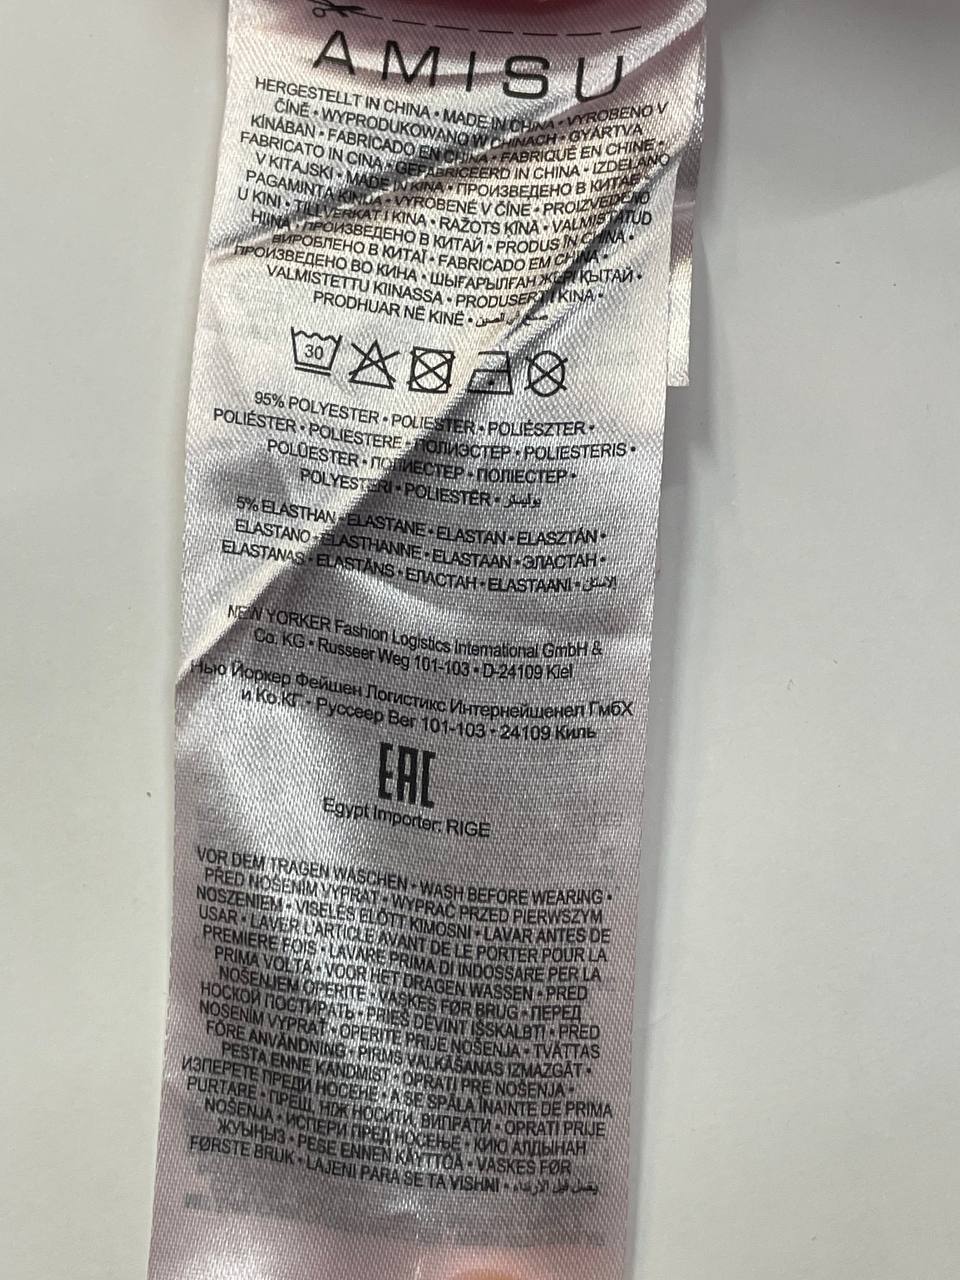 AMISU
HERGESTELLT IN CHINA • MADE IN CHINA • VYROBENO V
ČÍNĚ • WYPRODUKOWANO W CHINACH • GYÁRTVA
KÍNÁBAN • FABRICADO EN CHINA • FABRIQUÉ EN CHINE •
FABRICATO IN CINA • GEFABRICEERD IN CHINA • IZDELANO
V KITAJSKI • MADE IN KINA • ПРОИЗВЕДЕНО В КИТАЕ •
PAGAMINTA KINIJOJE • VYROBENÉ V ČÍNE • PROIZVEDENO
U KINI • TILLVERKAT I KINA • RAŽOTS ĶĪNĀ • VALMISTATUD
HIINA • ПРОИЗВЕДЕНО В КИТАЙ • PRODUS IN CHINA •
ВИРОБЛЕНО В КИТАЇ • FABRICADO EM CHINA •
ПРОИЗВЕДЕНО ВО КИНА • ШЫҒАРЫЛҒАН ЖЕРІ ҚЫТАЙ •
VALMISTETTU KIINASSA • PRODUSERT I KINA •
PRODHUAR NË KINË • صنع في الصين
30
95% POLYESTER • POLIESTER • POLIÉSZTER •
POLIÉSTER • POLIESTERE • ПОЛИЭСТЕР • POLIESTERIS •
POLÜESTER • ПОЛИЕСТЕР • ПОЛІЕСТЕР •
POLYESTERI • POLIESTËR • بوليستر
5% ELASTHAN • ELASTANE • ELASTAN • ELASZTÁN •
ELASTANO • ELASTHANNE • ELASTAAN • ЭЛАСТАН •
ELASTANAS • ELASTĀNS • ЕЛАСТАН • ELASTAANI •
NEW YORKER Fashion Logistics International GmbH &
Co. KG • Russeer Weg 101-103 • D-24109 Kiel
Нью Йоркер Фейшен Логистикс Интернейшенел ГмбХ
и Ко.КГ - Руссеер Вег 101-103 • 24109 Киль
EAC
Egypt Importer: RIGE
VOR DEM TRAGEN WASCHEN • WASH BEFORE WEARING •
PŘED NOŠENÍM VYPRAT • WYPRAĆ PRZED PIERWSZYM
NOSZENIEM • VISELÉS ELŐTT KIMOSNI • LAVAR ANTES DE
USAR • LAVER L'ARTICLE AVANT DE LE PORTER POUR LA
PREMIERE FOIS • LAVARE PRIMA DI INDOSSARE PER LA
PRIMA VOLTA • VOOR HET DRAGEN WASSEN • PRED
NOŠENJEM OPERITE • VASKES FØR BRUG • ПЕРЕД
НОСКОЙ ПОСТИРАТЬ • PRIEŠ DĖVINT IŠSKALBTI • PRED
NOSENÍM VYPRAŤ • OPERITE PRIJE NOŠENJA • TVÄTTAS
FÖRE ANVÄNDNING • PIRMS VALKĀŠANAS IZMAZGĀT •
PESTA ENNE KANDMIST • OPRATI PRE NOŠENJA •
ИЗПЕРЕТЕ ПРЕДИ НОСЕНЕ • A SE SPĂLA ÎNAINTE DE PRIMA
PURTARE • ПРЕЩ, НІЖ НОСИТИ, ВИПРАТИ • OPRATI PRIJE
NOŠENJA • ИСПЕРИ ПРЕД НОСЕЊЕ • КИЮ АЛДЫНАН
ЖУЫҢЫЗ • PESE ENNEN KÄYTTÖÄ • VASKES FØR
FØRSTE BRUK • LAJENI PARA SE TA VISHNI • يغسل قبل الارتداء